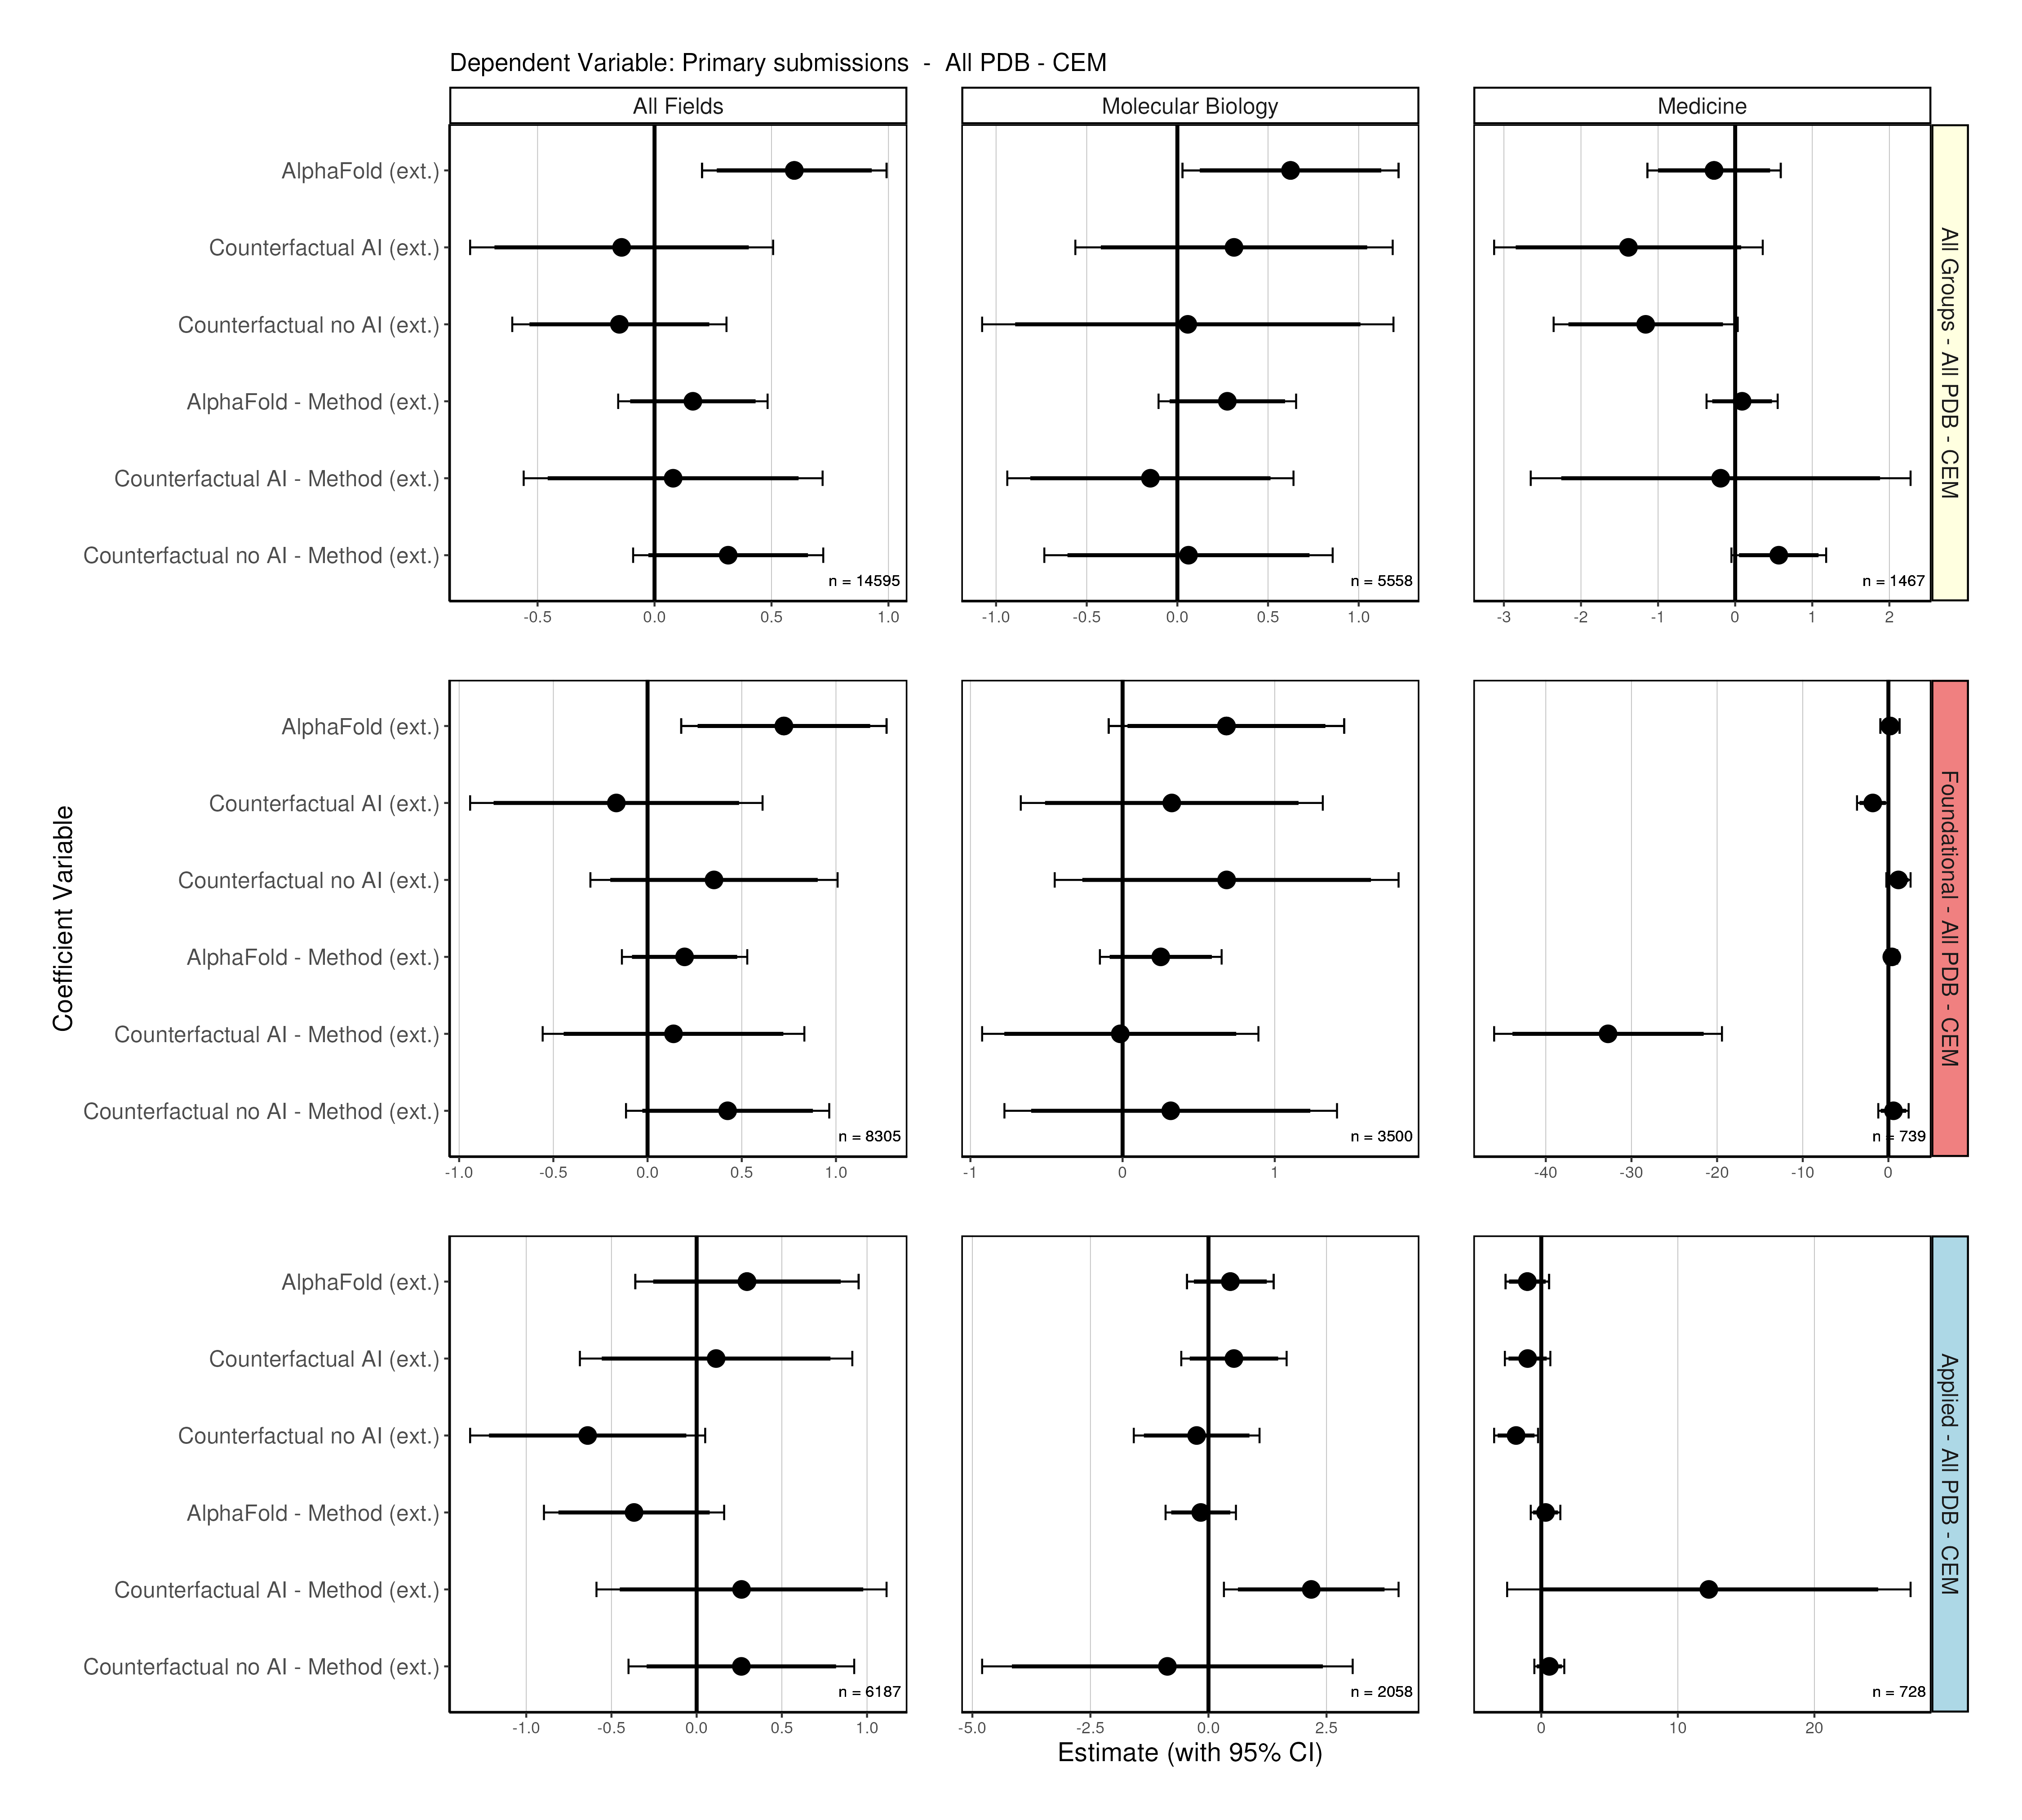 Dependent Variable: Primary submissions - All PDB - CEM
All Fields
Molecular Biology
Medicine
AlphaFold (ext.)
Counterfactual AI (ext.)
Counterfactual no AI (ext.)
AlphaFold - Method (ext.)
Counterfactual AI - Method (ext.)
Counterfactual no AI - Method (ext.)
n = 14595
n = 5558
n = 1467
All Groups - All PDB - CEM
-0.5 0.0 0.5 1.0
-1.0 -0.5 0.0 0.5 1.0
-3 -2 -1 0 1 2
Coefficient Variable
AlphaFold (ext.)
Counterfactual AI (ext.)
Counterfactual no AI (ext.)
AlphaFold - Method (ext.)
Counterfactual AI - Method (ext.)
Counterfactual no AI - Method (ext.)
n = 8305
n = 3500
n = 739
Foundational - All PDB - CEM
-1.0 -0.5 0.0 0.5 1.0
-1 0 1
-40 -30 -20 -10 0
AlphaFold (ext.)
Counterfactual AI (ext.)
Counterfactual no AI (ext.)
AlphaFold - Method (ext.)
Counterfactual AI - Method (ext.)
Counterfactual no AI - Method (ext.)
n = 6187
n = 2058
n = 728
Applied - All PDB - CEM
-1.0 -0.5 0.0 0.5 1.0
-5.0 -2.5 0.0 2.5
0 10 20
Estimate (with 95% CI)